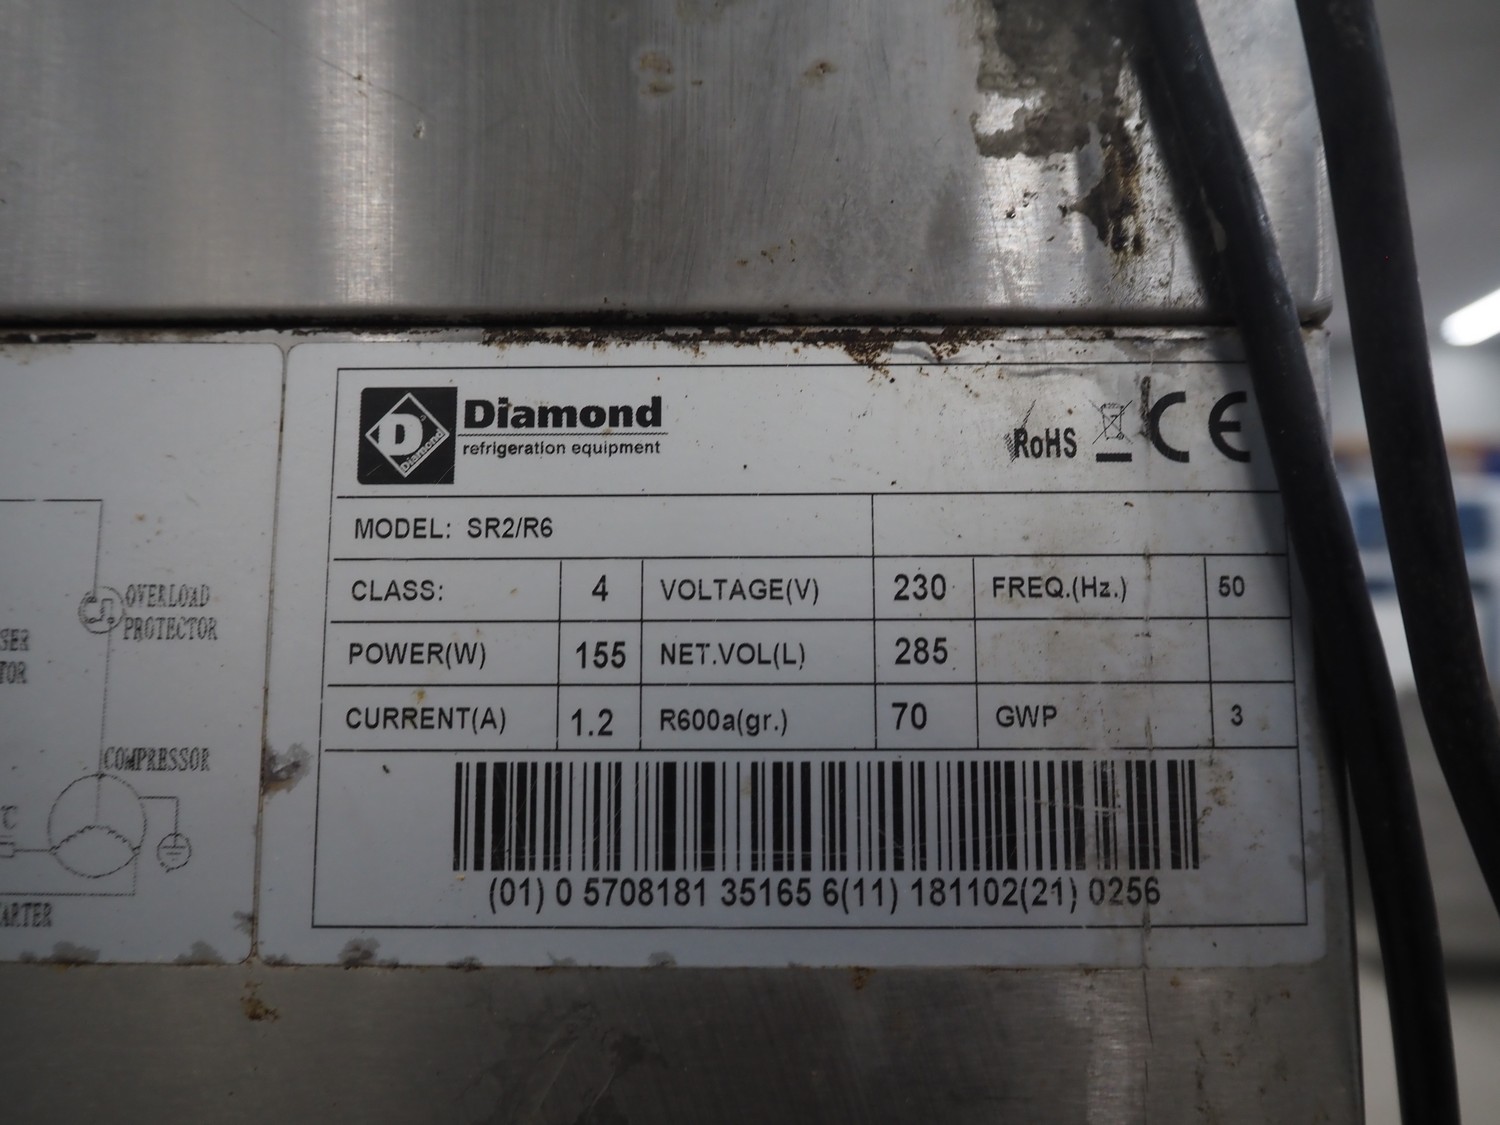 D
Diamond
Diamond
refrigeration equipment
RoHS CE
MODEL: SR2/R6
CLASS: 4 VOLTAGE(V) 230 FREQ.(Hz.) 50
POWER(W) 155 NET.VOL(L) 285
CURRENT(A) 1.2 R600a(gr.) 70 GWP 3
(01) 0 5708181 35165 6(11) 181102(21) 0256
OVERLOAD
PROTECTOR
COMPRESSOR